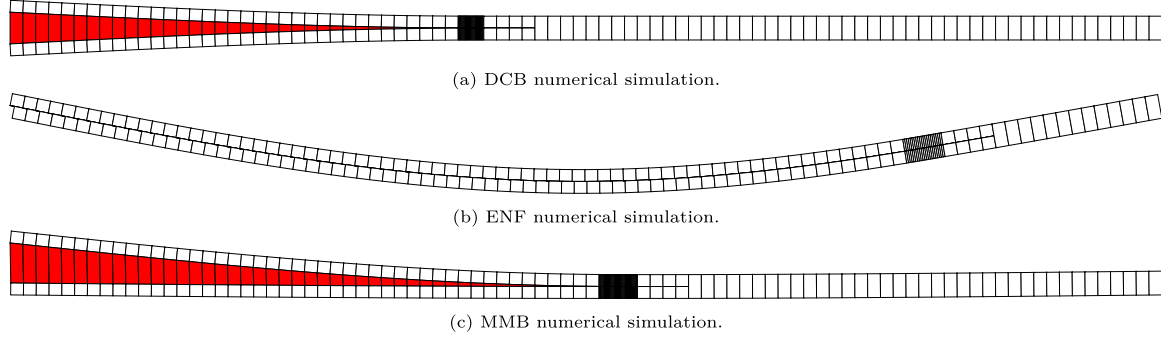 (a) DCB numerical simulation.
(b) ENF numerical simulation.
(c) MMB numerical simulation.